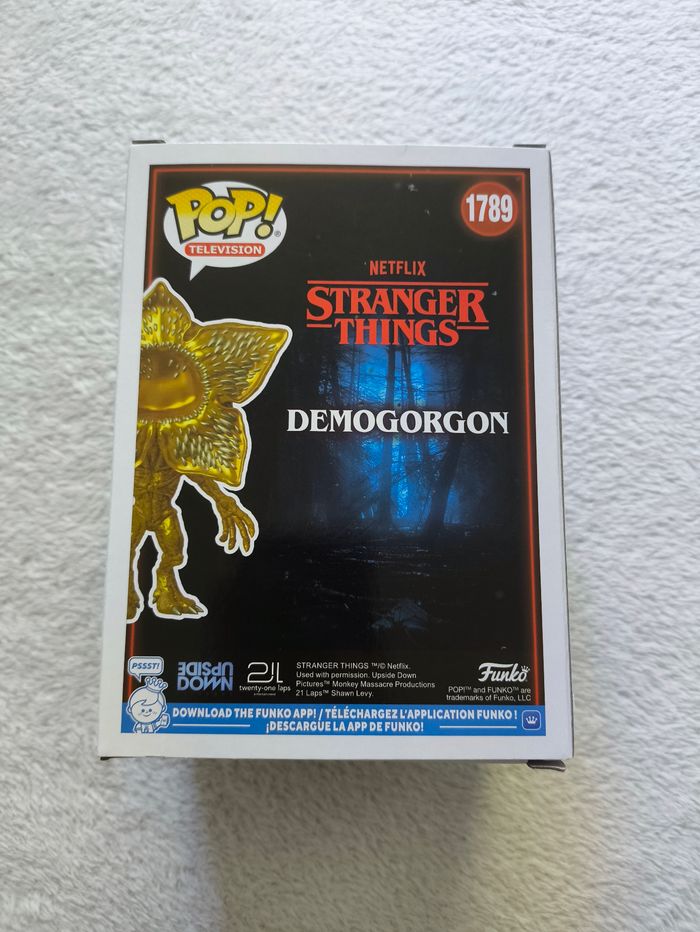 POP!
TELEVISION
1789
NETFLIX
STRANGER
THINGS
DEMOGORGON
PSSST!
UPSIDE
DOWN
21L
twenty-one laps
STRANGER THINGS ™/© Netflix.
Used with permission. Upside Down
Pictures™ Monkey Massacre Productions
21 Laps™ Shawn Levy.
Funko
POP!™ and FUNKO™ are
trademarks of Funko, LLC
DOWNLOAD THE FUNKO APP! / TÉLÉCHARGEZ L'APPLICATION FUNKO !
¡DESCARGUE LA APP DE FUNKO!